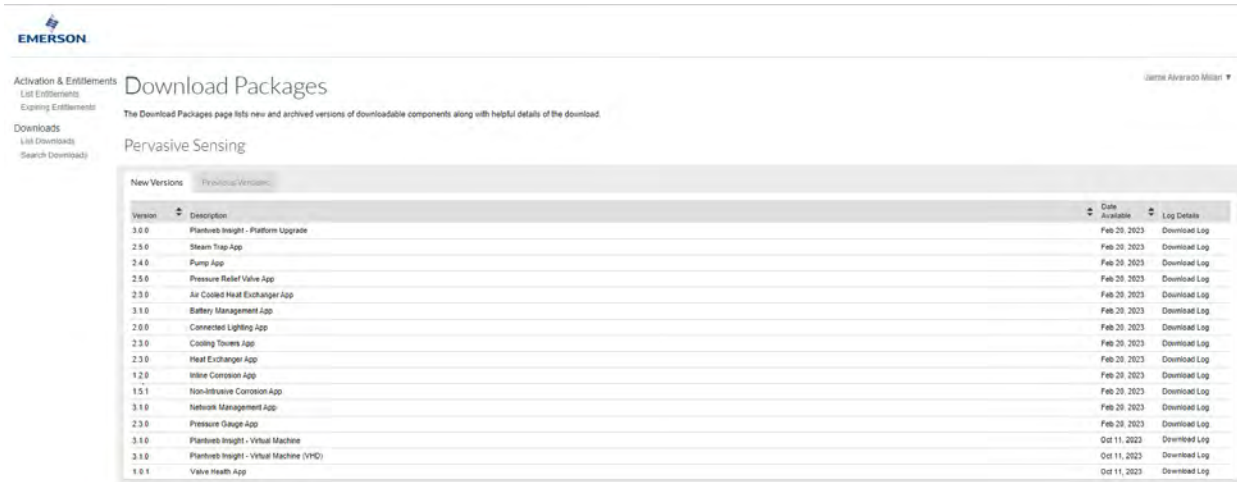 EMERSON
Activation & Entitlements
List Entitlements
Expiring Entitlements
Downloads
List Downloads
Search Downloads
Download Packages
Jaime Alvarado Millan ▼
The Download Packages page lists new and archived versions of downloadable components along with helpful details of the download.
Pervasive Sensing
New Versions Previous Versions
Version Description Date Available Log Details
3.0.0 Plantweb Insight - Platform Upgrade Feb 20, 2023 Download Log
2.5.0 Steam Trap App Feb 20, 2023 Download Log
2.4.0 Pump App Feb 20, 2023 Download Log
2.5.0 Pressure Relief Valve App Feb 20, 2023 Download Log
2.3.0 Air Cooled Heat Exchanger App Feb 20, 2023 Download Log
3.1.0 Battery Management App Feb 20, 2023 Download Log
2.0.0 Connected Lighting App Feb 20, 2023 Download Log
2.3.0 Cooling Towers App Feb 20, 2023 Download Log
2.3.0 Heat Exchanger App Feb 20, 2023 Download Log
1.2.0 Inline Corrosion App Feb 20, 2023 Download Log
1.5.1 Non-Intrusive Corrosion App Feb 20, 2023 Download Log
3.1.0 Network Management App Feb 20, 2023 Download Log
2.3.0 Pressure Gauge App Feb 20, 2023 Download Log
3.1.0 Plantweb Insight - Virtual Machine Oct 11, 2023 Download Log
3.1.0 Plantweb Insight - Virtual Machine (VHD) Oct 11, 2023 Download Log
1.0.1 Valve Health App Oct 11, 2023 Download Log